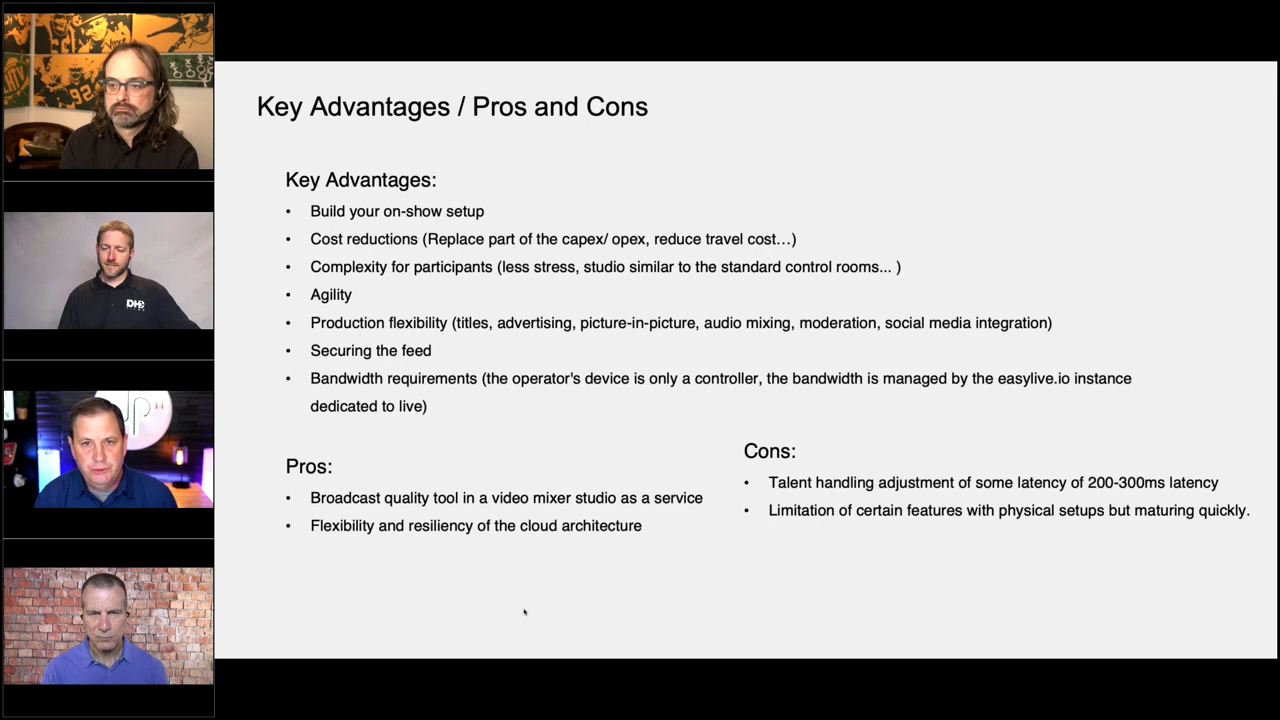 Key Advantages / Pros and Cons
Key Advantages:
• Build your on-show setup
• Cost reductions (Replace part of the capex/ opex, reduce travel cost…)
• Complexity for participants (less stress, studio similar to the standard control rooms... )
• Agility
• Production flexibility (titles, advertising, picture-in-picture, audio mixing, moderation, social media integration)
• Securing the feed
• Bandwidth requirements (the operator's device is only a controller, the bandwidth is managed by the easylive.io instance
dedicated to live)
Pros:
• Broadcast quality tool in a video mixer studio as a service
• Flexibility and resiliency of the cloud architecture
Cons:
• Talent handling adjustment of some latency of 200-300ms latency
• Limitation of certain features with physical setups but maturing quickly.
92
DHD
JP